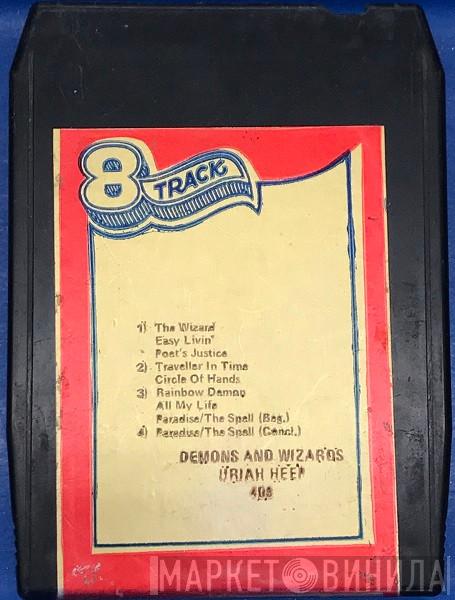 8
TRACK
1) The Wizard
Easy Livin'
Poet's Justice
2) Traveller In Time
Circle Of Hands
3) Rainbow Demon
All My Life
Paradise/The Spell (Beg.)
4) Paradise/The Spell (Concl.)
DEMONS AND WIZARDS
URIAH HEEP
МАРКЕТ ВИНИЛА